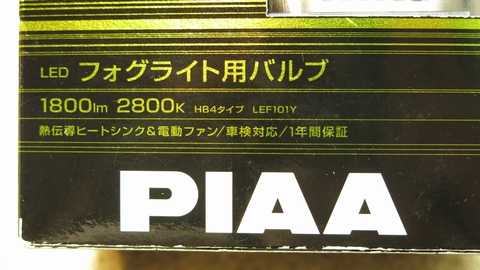 LED フォグライト用バルブ
1800lm 2800K HB4タイプ LEF101Y
熱伝導ヒートシンク&電動ファン/車検対応/1年間保証
PIAA